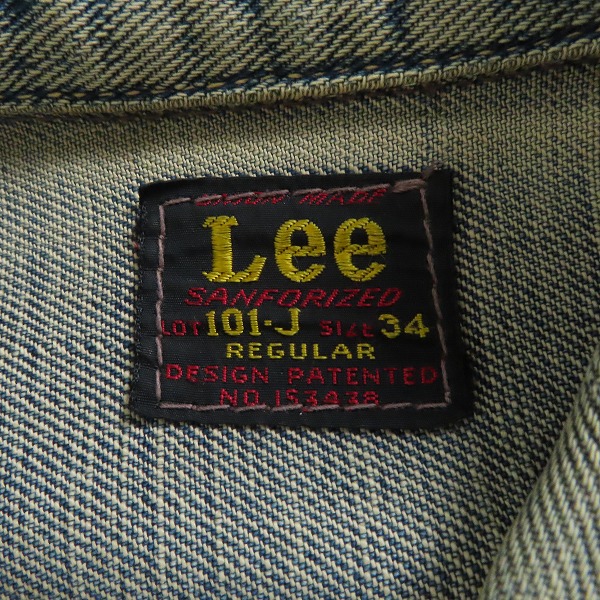 Lee
SANFORIZED
LOT 101-J SIZE 34
REGULAR
DESIGN PATENTED
NO. 153438